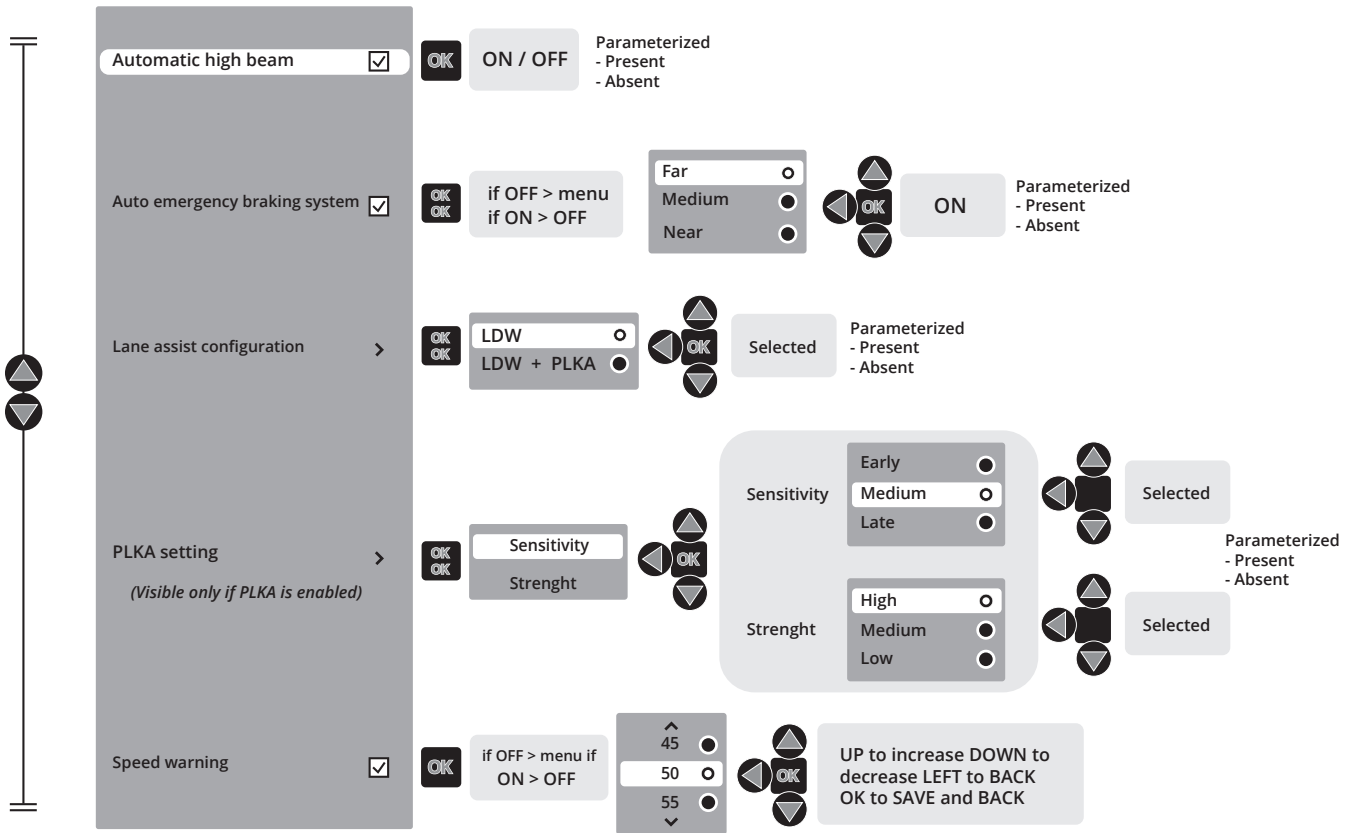 Automatic high beam
OK
ON / OFF
Parameterized
- Present
- Absent
Auto emergency braking system
OK
OK
if OFF > menu
if ON > OFF
Far
Medium
Near
OK
ON
Parameterized
- Present
- Absent
Lane assist configuration
OK
OK
LDW
LDW + PLKA
OK
Selected
Parameterized
- Present
- Absent
PLKA setting
(Visible only if PLKA is enabled)
OK
OK
Sensitivity
Strenght
OK
Sensitivity
Early
Medium
Late
Selected
Strenght
High
Medium
Low
Selected
Parameterized
- Present
- Absent
Speed warning
OK
if OFF > menu if
ON > OFF
45
50
55
OK
UP to increase DOWN to
decrease LEFT to BACK
OK to SAVE and BACK